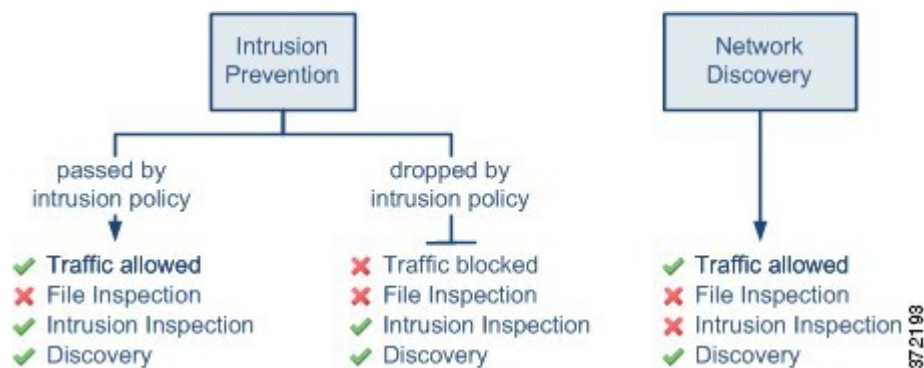 Intrusion
Prevention
Network
Discovery
passed by
intrusion policy
dropped by
intrusion policy
Traffic allowed
File Inspection
Intrusion Inspection
Discovery
Traffic blocked
File Inspection
Intrusion Inspection
Discovery
Traffic allowed
File Inspection
Intrusion Inspection
Discovery
372193